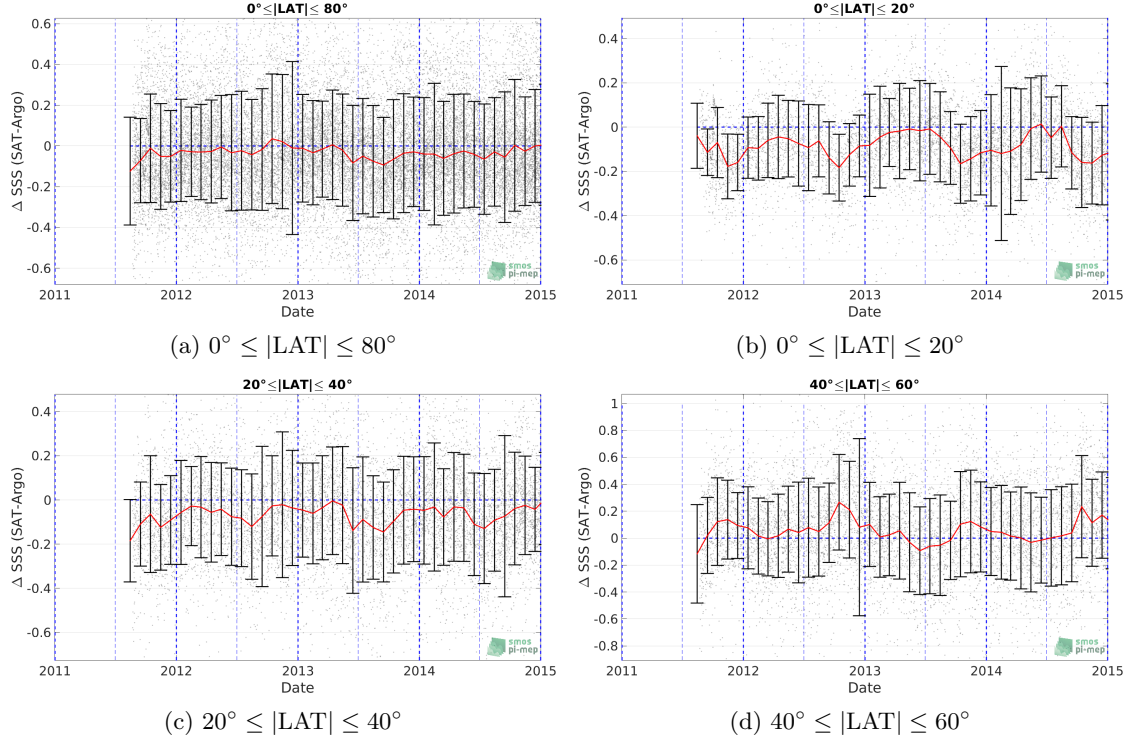 0°≤|LAT|≤ 80°
0.6
0.4
0.2
0
-0.2
-0.4
-0.6
Δ SSS (SAT-Argo)
2011
2012
2013
2014
2015
Date
smos
pi-mep
(a) 0° ≤ |LAT| ≤ 80°
0°≤|LAT|≤ 20°
0.4
0.2
0
-0.2
-0.4
-0.6
Δ SSS (SAT-Argo)
2011
2012
2013
2014
2015
Date
smos
pi-mep
(b) 0° ≤ |LAT| ≤ 20°
20°≤|LAT|≤ 40°
0.4
0.2
0
-0.2
-0.4
-0.6
Δ SSS (SAT-Argo)
2011
2012
2013
2014
2015
Date
smos
pi-mep
(c) 20° ≤ |LAT| ≤ 40°
40°≤|LAT|≤ 60°
1
0.8
0.6
0.4
0.2
0
-0.2
-0.4
-0.6
-0.8
Δ SSS (SAT-Argo)
2011
2012
2013
2014
2015
Date
smos
pi-mep
(d) 40° ≤ |LAT| ≤ 60°